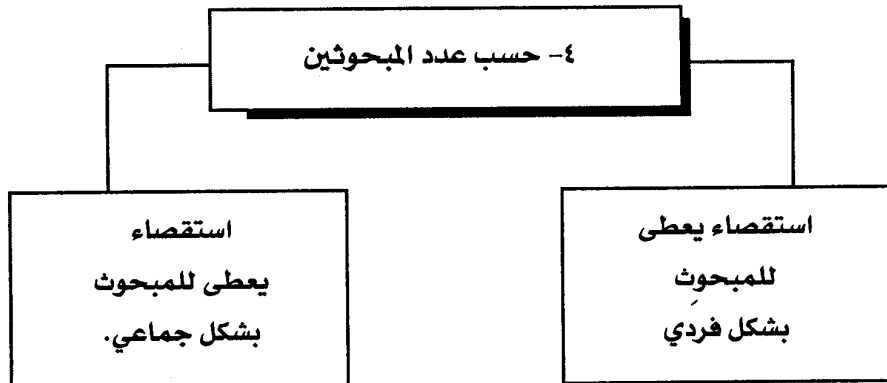 ٤- حسب عدد المبحوثين
استقصاء يعطى
للمبحوث
بشكل فردي
استقصاء
يعطى للمبحوث
بشكل جماعي.